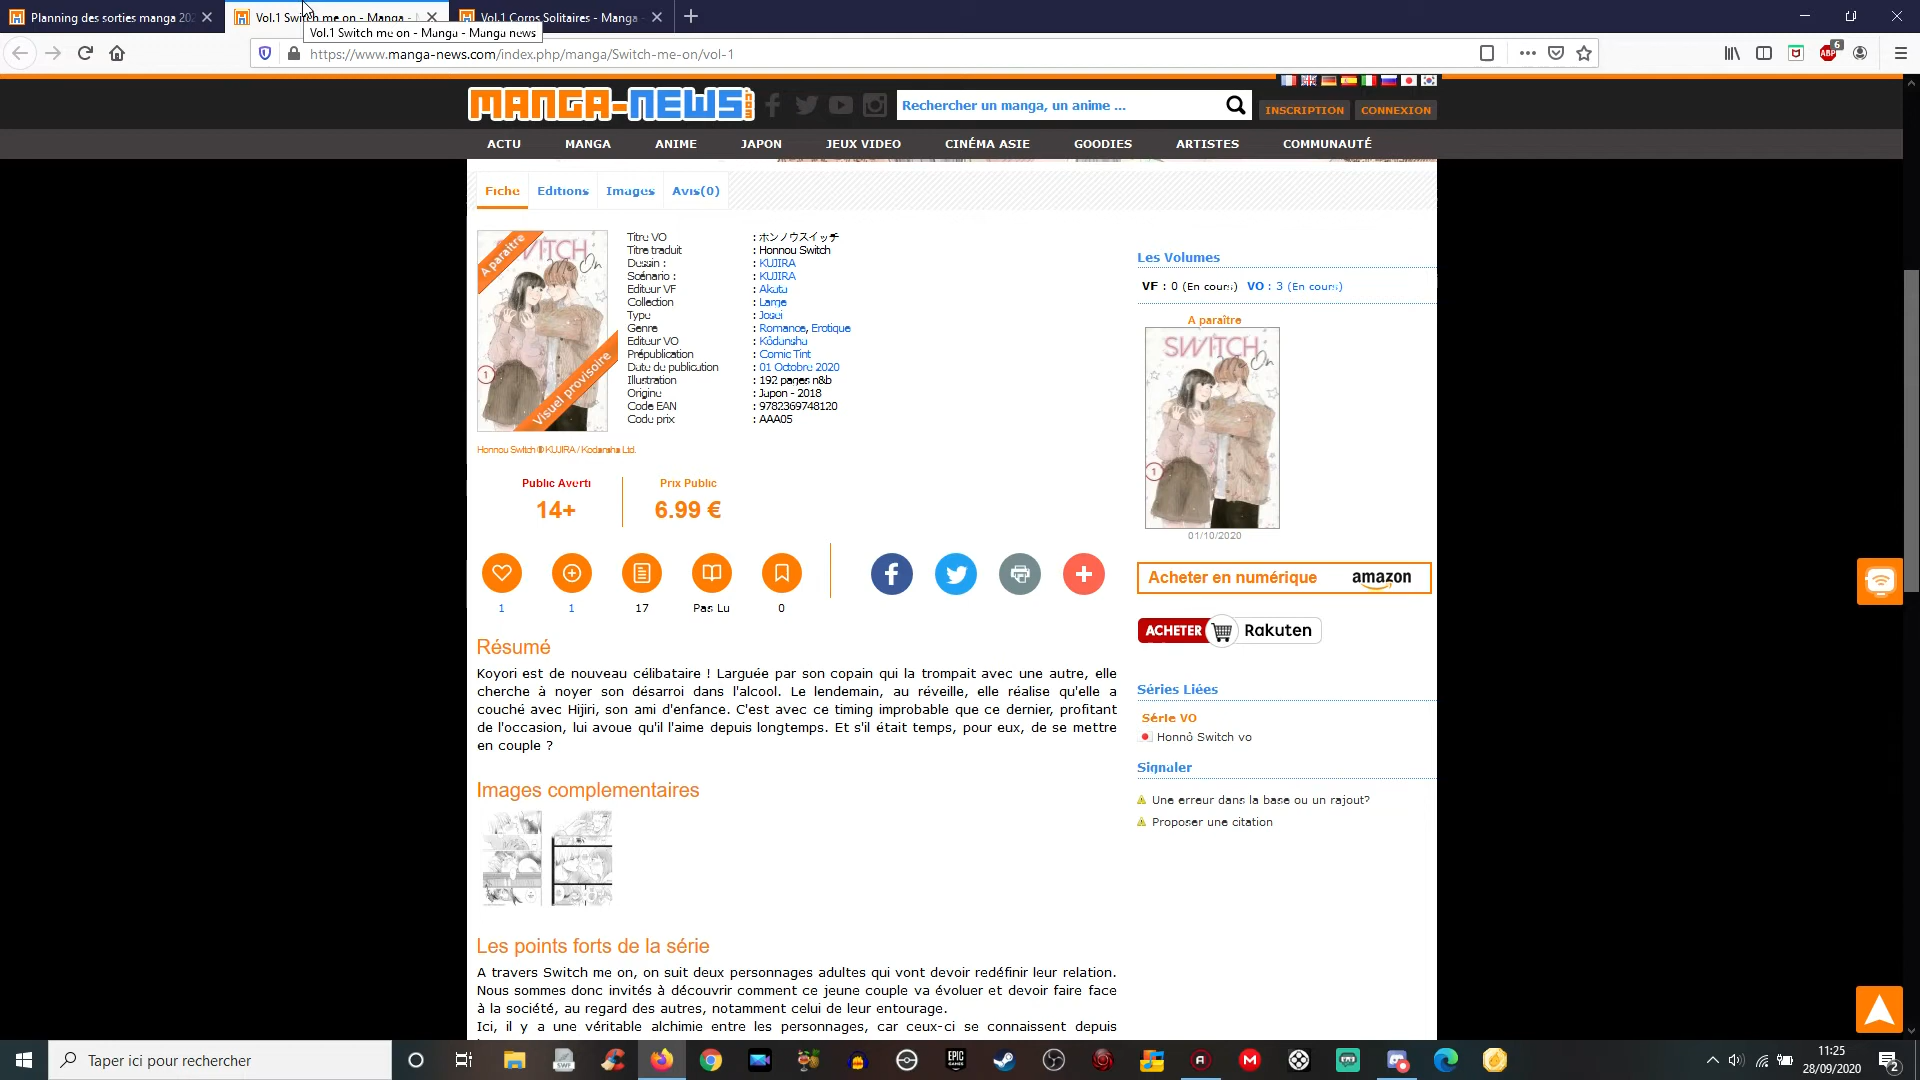 Planning des sorties manga 202
Vol.1 Switch me on - Manga -
Vol.1 Corps Solitaires - Manga
Vol.1 Switch me on - Manga - Manga news
https://www.manga-news.com/index.php/manga/Switch-me-on/vol-1
ABP
6
MANGA-NEWS.com
Rechercher un manga, un anime ...
INSCRIPTION
CONNEXION
ACTU
MANGA
ANIME
JAPON
JEUX VIDEO
CINÉMA ASIE
GOODIES
ARTISTES
COMMUNAUTÉ
Fiche
Editions
Images
Avis(0)
A paraître
SWITCH
On
1
Visuel provisoire
Titre VO : ホンノウスイッチ
Titre traduit : Honnou Switch
Dessin : : KUJIRA
Scénario : : KUJIRA
Editeur VF : Akata
Collection : Large
Type : Josei
Genre : Romance, Erotique
Editeur VO : Kôdansha
Prépublication : Comic Tint
Date de publication : 01 Octobre 2020
Illustration : 192 pages n&b
Origine : Japon - 2018
Code EAN : 9782369748120
Code prix : AAA05
Honnou Switch © KUJIRA / Kodansha Ltd.
Public Averti
14+
Prix Public
6.99 €
1
1
17
Pas Lu
0
Résumé
Koyori est de nouveau célibataire ! Larguée par son copain qui la trompait avec une autre, elle
cherche à noyer son désarroi dans l'alcool. Le lendemain, au réveil, elle réalise qu'elle a
couché avec Hijiri, son ami d'enfance. C'est avec ce timing improbable que ce dernier, profitant
de l'occasion, lui avoue qu'il l'aime depuis longtemps. Et s'il était temps, pour eux, de se mettre
en couple ?
Images complementaires
Les points forts de la série
A travers Switch me on, on suit deux personnages adultes qui vont devoir redéfinir leur relation.
Nous sommes donc invités à découvrir comment ce jeune couple va évoluer et devoir faire face
à la société, au regard des autres, notamment celui de leur entourage.
Ici, il y a une véritable alchimie entre les personnages, car ceux-ci se connaissent depuis
Les Volumes
VF : 0 (En cours) VO : 3 (En cours)
A paraître
SWITCH
On
1
01/10/2020
Acheter en numérique amazon
ACHETER Rakuten
Séries Liées
Série VO
Honnô Switch vo
Signaler
Une erreur dans la base ou un rajout?
Proposer une citation
Taper ici pour rechercher
SWF
EPIC
GAMES
11:25
28/09/2020
2